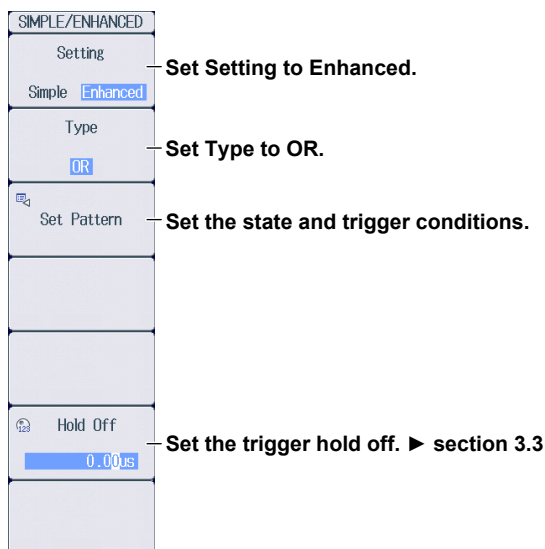 SIMPLE/ENHANCED
Setting
Simple Enhanced
Set Setting to Enhanced.
Type
OR
Set Type to OR.
Set Pattern
Set the state and trigger conditions.
123 Hold Off
0.00us
Set the trigger hold off. ► section 3.3